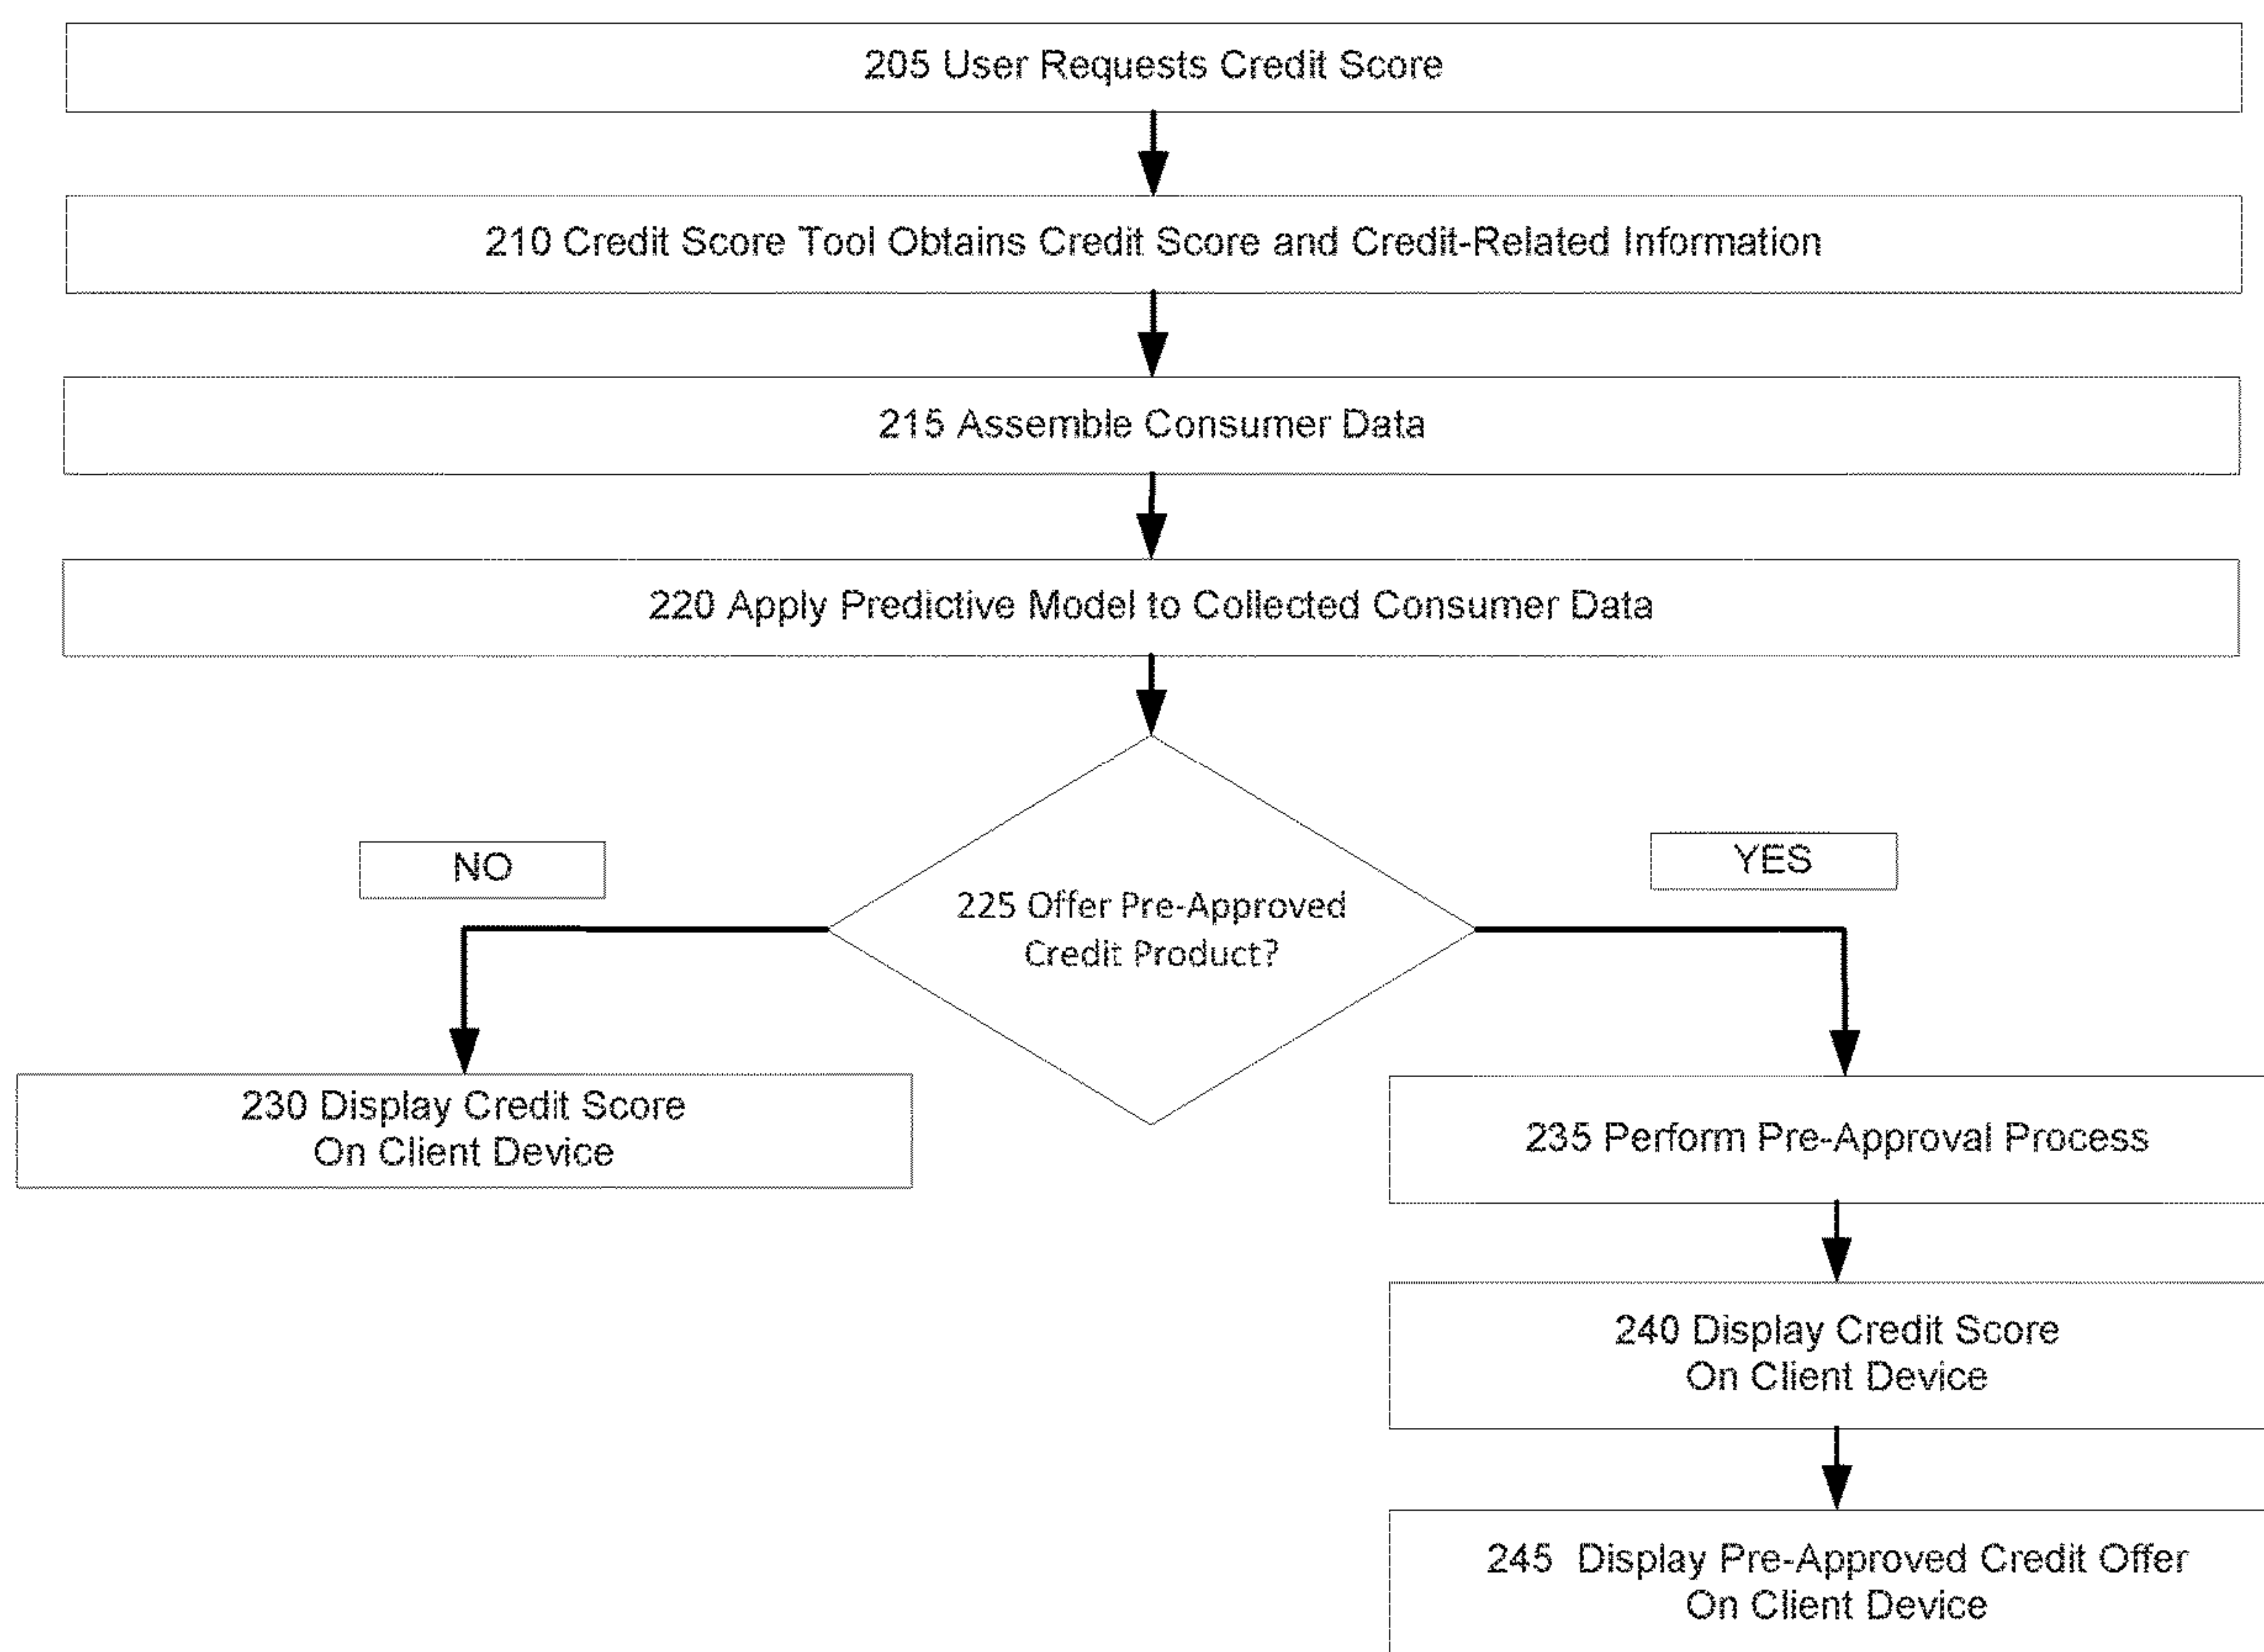 205 User Requests Credit Score
210 Credit Score Tool Obtains Credit Score and Credit-Related Information
215 Assemble Consumer Data
220 Apply Predictive Model to Collected Consumer Data
NO
YES
225 Offer Pre-Approved
Credit Product?
230 Display Credit Score
On Client Device
235 Perform Pre-Approval Process
240 Display Credit Score
On Client Device
245 Display Pre-Approved Credit Offer
On Client Device